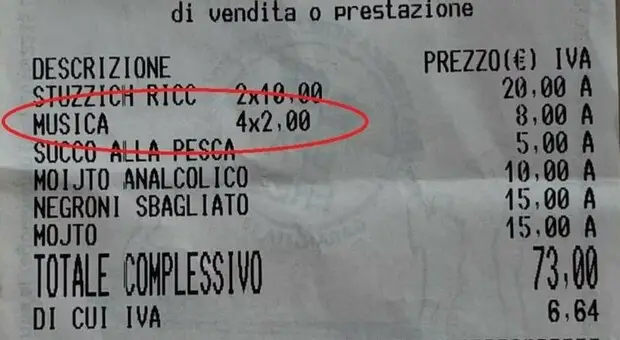 di vendita o prestazione
DESCRIZIONE PREZZO(€) IVA
STUZZICH RICC 2x10,00 20,00 A
MUSICA 4x2,00 8,00 A
SUCCO ALLA PESCA 5,00 A
MOIJTO ANALCOLICO 10,00 A
NEGRONI SBAGLIATO 15,00 A
MOJTO 15,00 A
TOTALE COMPLESSIVO 73,00
DI CUI IVA 6,64